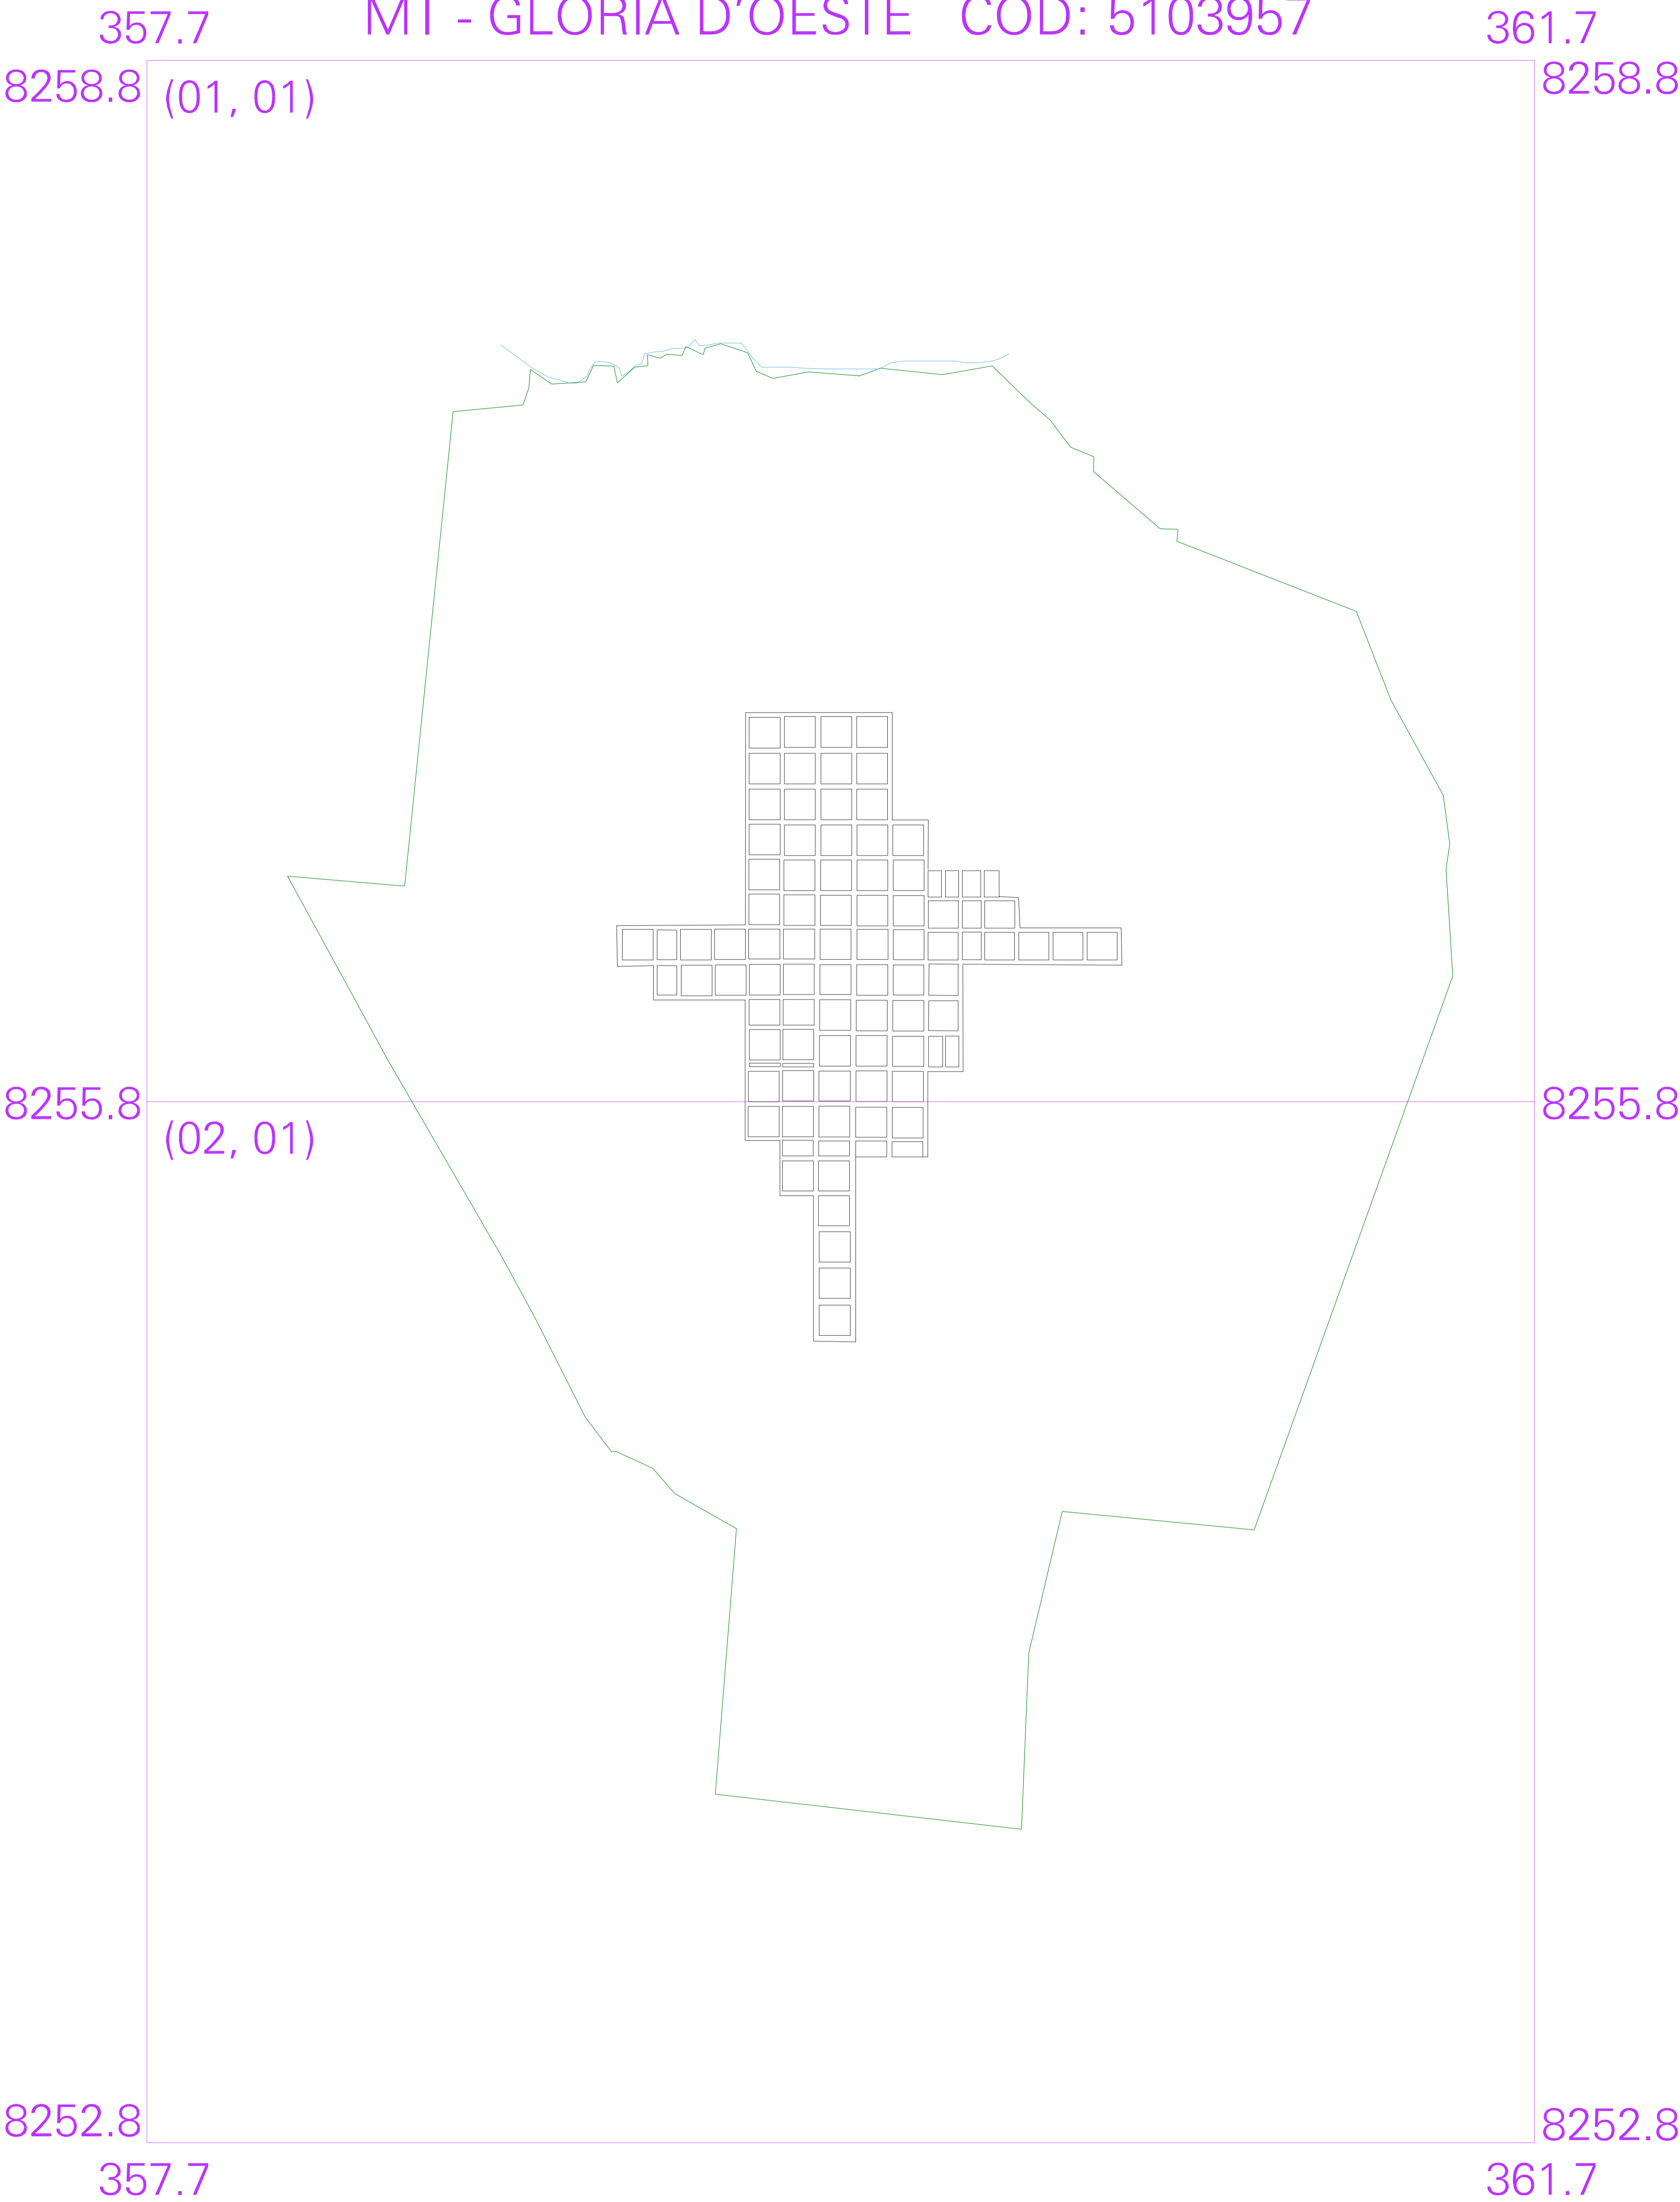 MT - GLORIA D'OESTE COD: 5103957
357.7 361.7
8258.8 (01, 01) 8258.8
8255.8 8255.8
(02, 01)
8252.8 8252.8
357.7 361.7